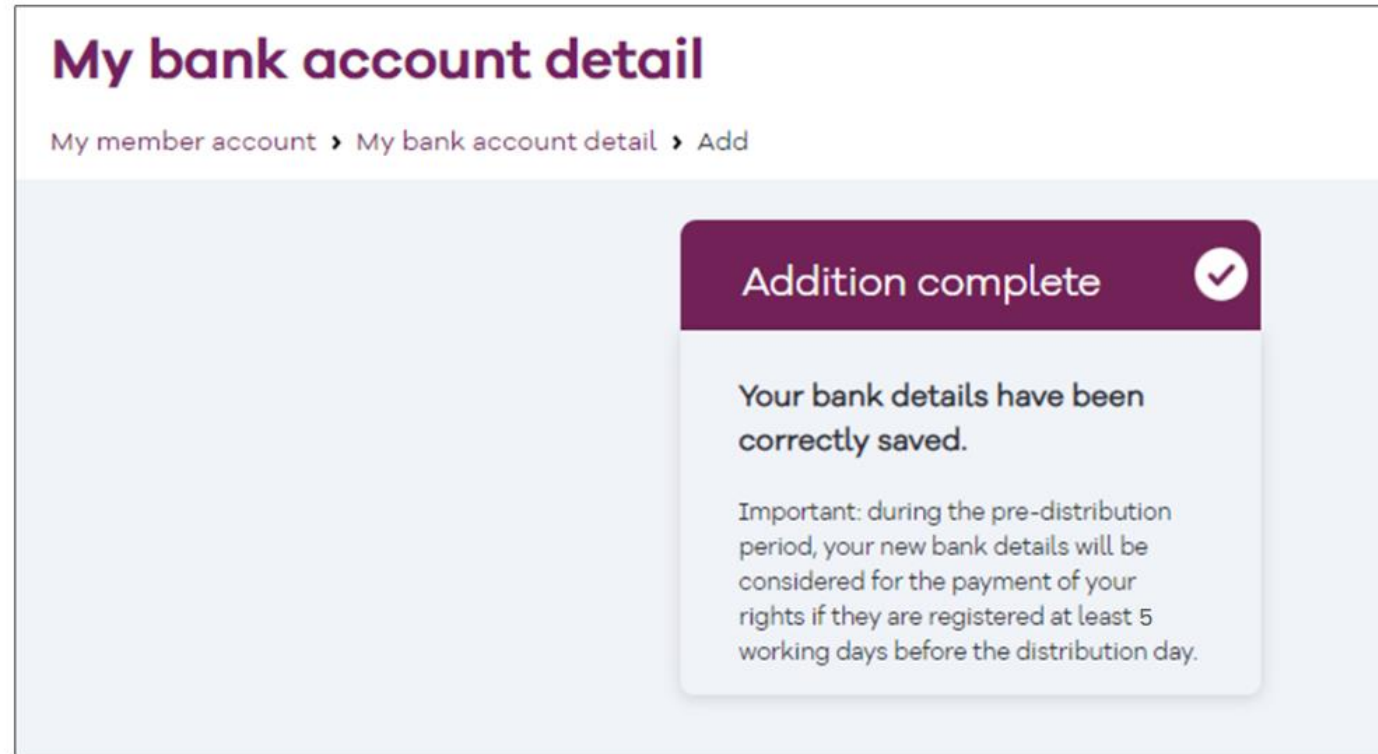 My bank account detail
My member account › My bank account detail › Add
Addition complete
Your bank details have been
correctly saved.
Important: during the pre-distribution
period, your new bank details will be
considered for the payment of your
rights if they are registered at least 5
working days before the distribution day.